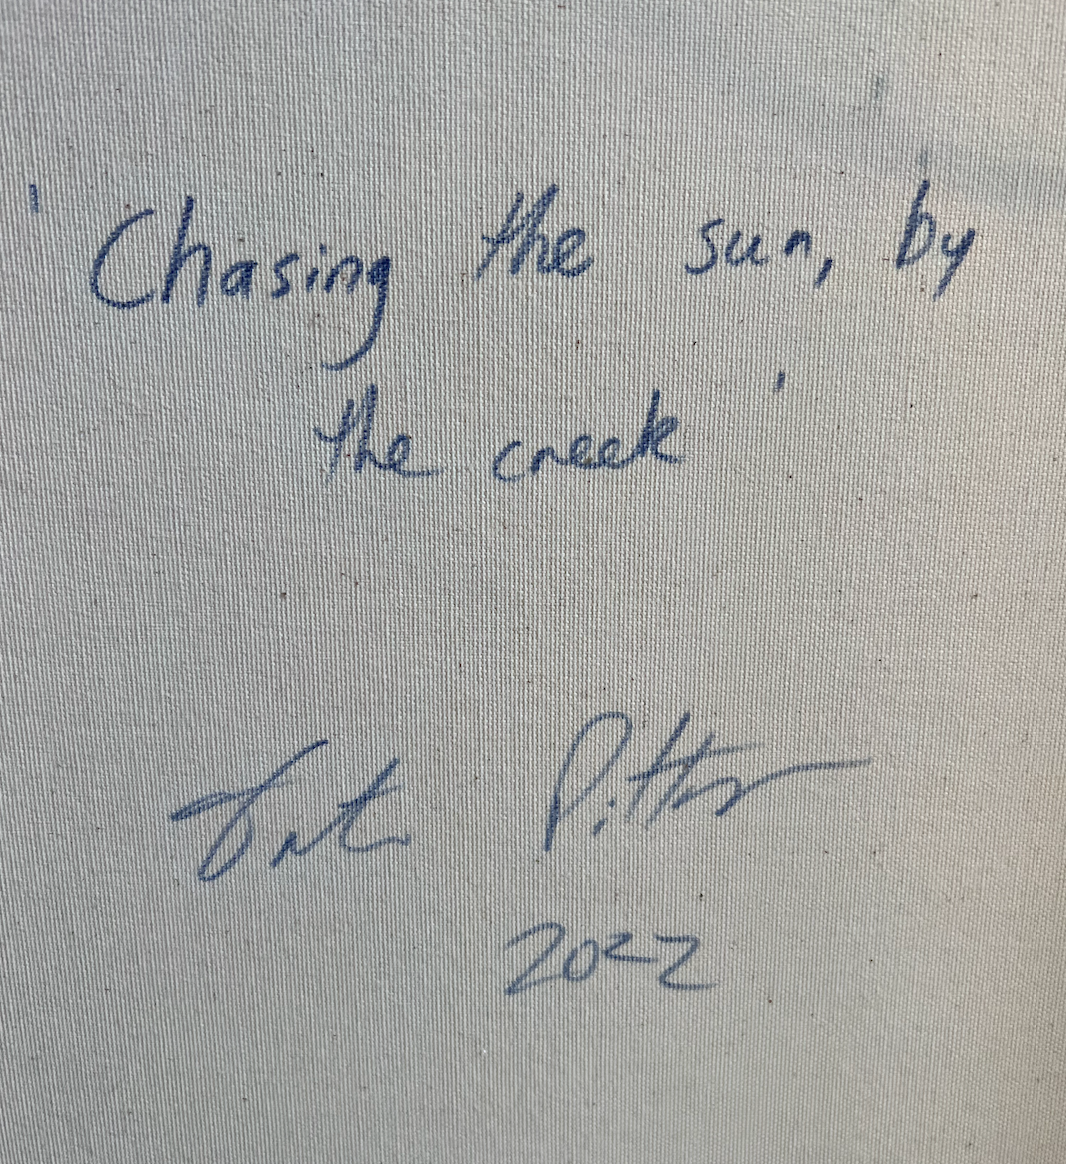 'Chasing the sun, by
the creek'
2022